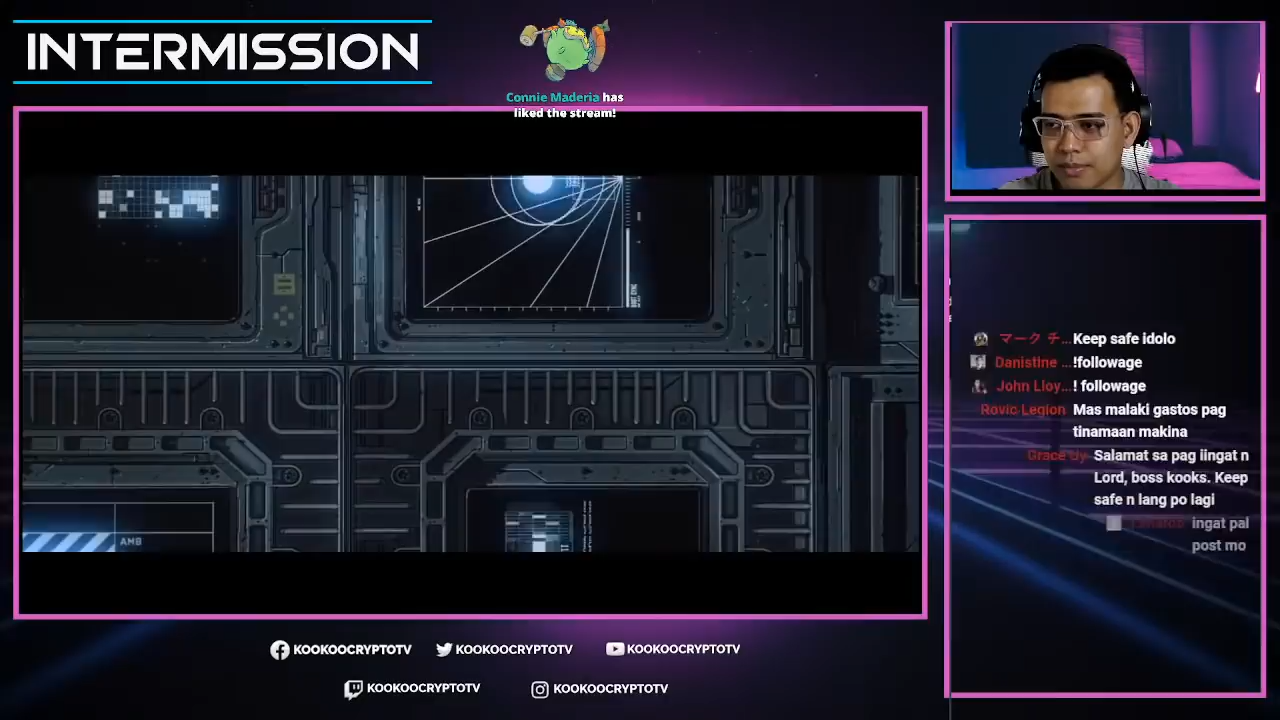 INTERMISSION
Connie Maderia has
liked the stream!
マーク チ... Keep safe idolo
Danistine ... !followage
John Lloy... ! followage
Rovic Legion Mas malaki gastos pag
tinamaan makina
Grace Uy Salamat sa pag iingat n
Lord, boss kooks. Keep
safe n lang po lagi
ingat pal
post mo
AMB
KOOKOOCRYPTOTV KOOKOOCRYPTOTV KOOKOOCRYPTOTV
KOOKOOCRYPTOTV KOOKOOCRYPTOTV